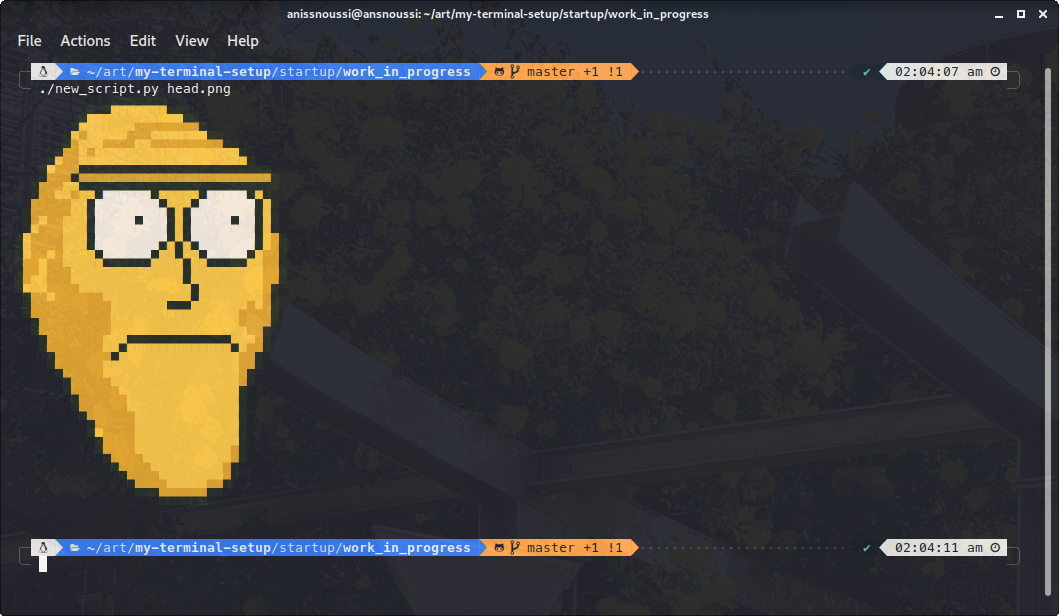 anissnoussi@ansnoussi: ~/art/my-terminal-setup/startup/work_in_progress
File Actions Edit View Help
~/art/my-terminal-setup/startup/work_in_progress master +1 !1 ✔ 02:04:07 am
./new_script.py head.png
~/art/my-terminal-setup/startup/work_in_progress master +1 !1 ✔ 02:04:11 am